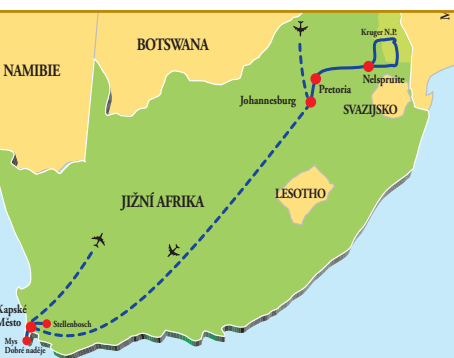 Kruger N.P.
BOTSWANA
NAMIBIE
Nelspruite
Pretoria
Johannesburg
SVAZIJSKO
LESOTHO
JIŽNÍ AFRIKA
Kapské
Město
Stellenbosch
Mys
Dobré naděje